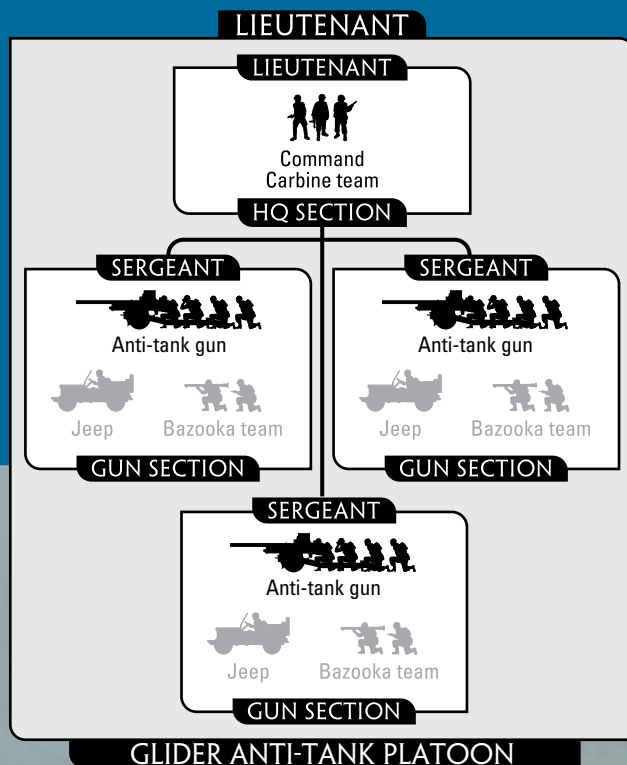 LIEUTENANT
LIEUTENANT
Command
Carbine team
HQ SECTION
SERGEANT
Anti-tank gun
Jeep
Bazooka team
GUN SECTION
SERGEANT
Anti-tank gun
Jeep
Bazooka team
GUN SECTION
SERGEANT
Anti-tank gun
Jeep
Bazooka team
GUN SECTION
GLIDER ANTI-TANK PLATOON